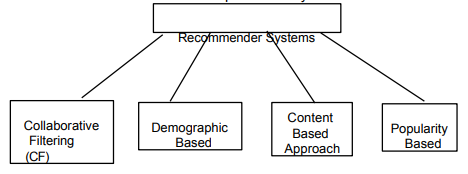 Recommender Systems
Collaborative
Filtering
(CF)
Demographic
Based
Content
Based
Approach
Popularity
Based